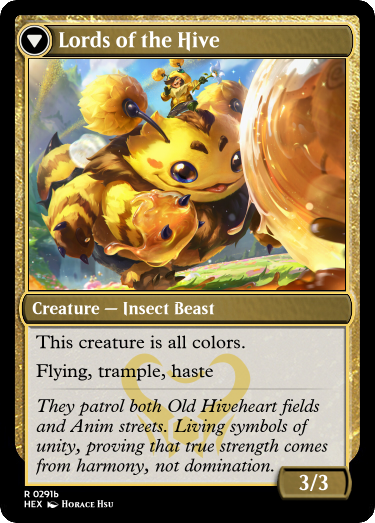 Lords of the Hive
Creature — Insect Beast
This creature is all colors.
Flying, trample, haste
They patrol both Old Hiveheart fields
and Anim streets. Living symbols of
unity, proving that true strength comes
from harmony, not domination.
3/3
R 0291b
HEX Horace Hsu